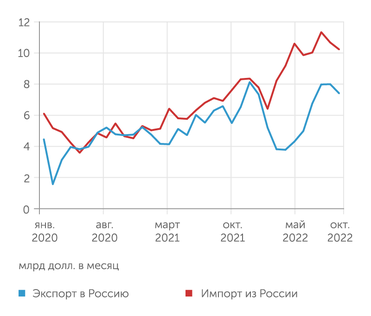 12
10
8
6
4
2
0
янв. авг. март окт. май окт.
2020 2020 2021 2021 2022 2022
млрд долл. в месяц
Экспорт в Россию Импорт из России